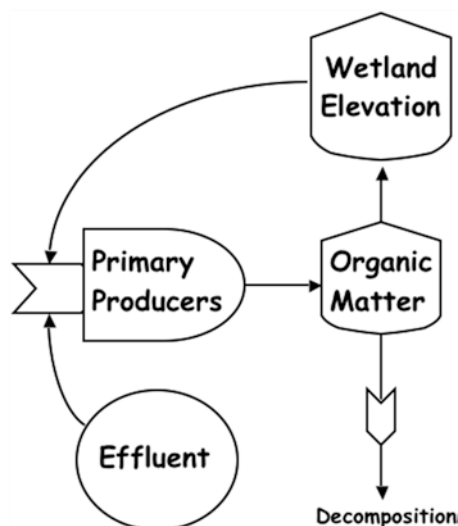 Wetland
Elevation
Primary
Producers
Organic
Matter
Effluent
Decomposition